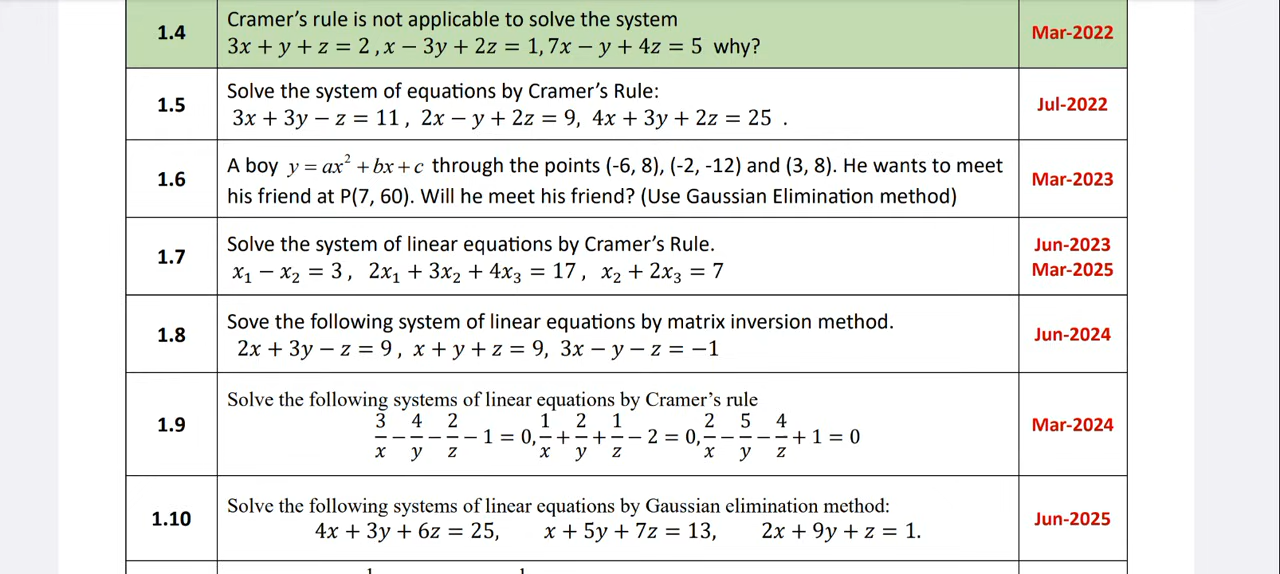 1.4
Cramer's rule is not applicable to solve the system
3x + y + z = 2 , x − 3y + 2z = 1, 7x − y + 4z = 5 why?
Mar-2022
1.5
Solve the system of equations by Cramer's Rule:
3x + 3y − z = 11 , 2x − y + 2z = 9, 4x + 3y + 2z = 25 .
Jul-2022
1.6
A boy y = ax² + bx + c through the points (-6, 8), (-2, -12) and (3, 8). He wants to meet
his friend at P(7, 60). Will he meet his friend? (Use Gaussian Elimination method)
Mar-2023
1.7
Solve the system of linear equations by Cramer's Rule.
x₁ − x₂ = 3 , 2x₁ + 3x₂ + 4x₃ = 17 , x₂ + 2x₃ = 7
Jun-2023
Mar-2025
1.8
Sove the following system of linear equations by matrix inversion method.
2x + 3y − z = 9 , x + y + z = 9, 3x − y − z = −1
Jun-2024
1.9
Solve the following systems of linear equations by Cramer's rule
3/x − 4/y − 2/z − 1 = 0, 1/x + 2/y + 1/z − 2 = 0, 2/x − 5/y − 4/z + 1 = 0
Mar-2024
1.10
Solve the following systems of linear equations by Gaussian elimination method:
4x + 3y + 6z = 25, x + 5y + 7z = 13, 2x + 9y + z = 1.
Jun-2025